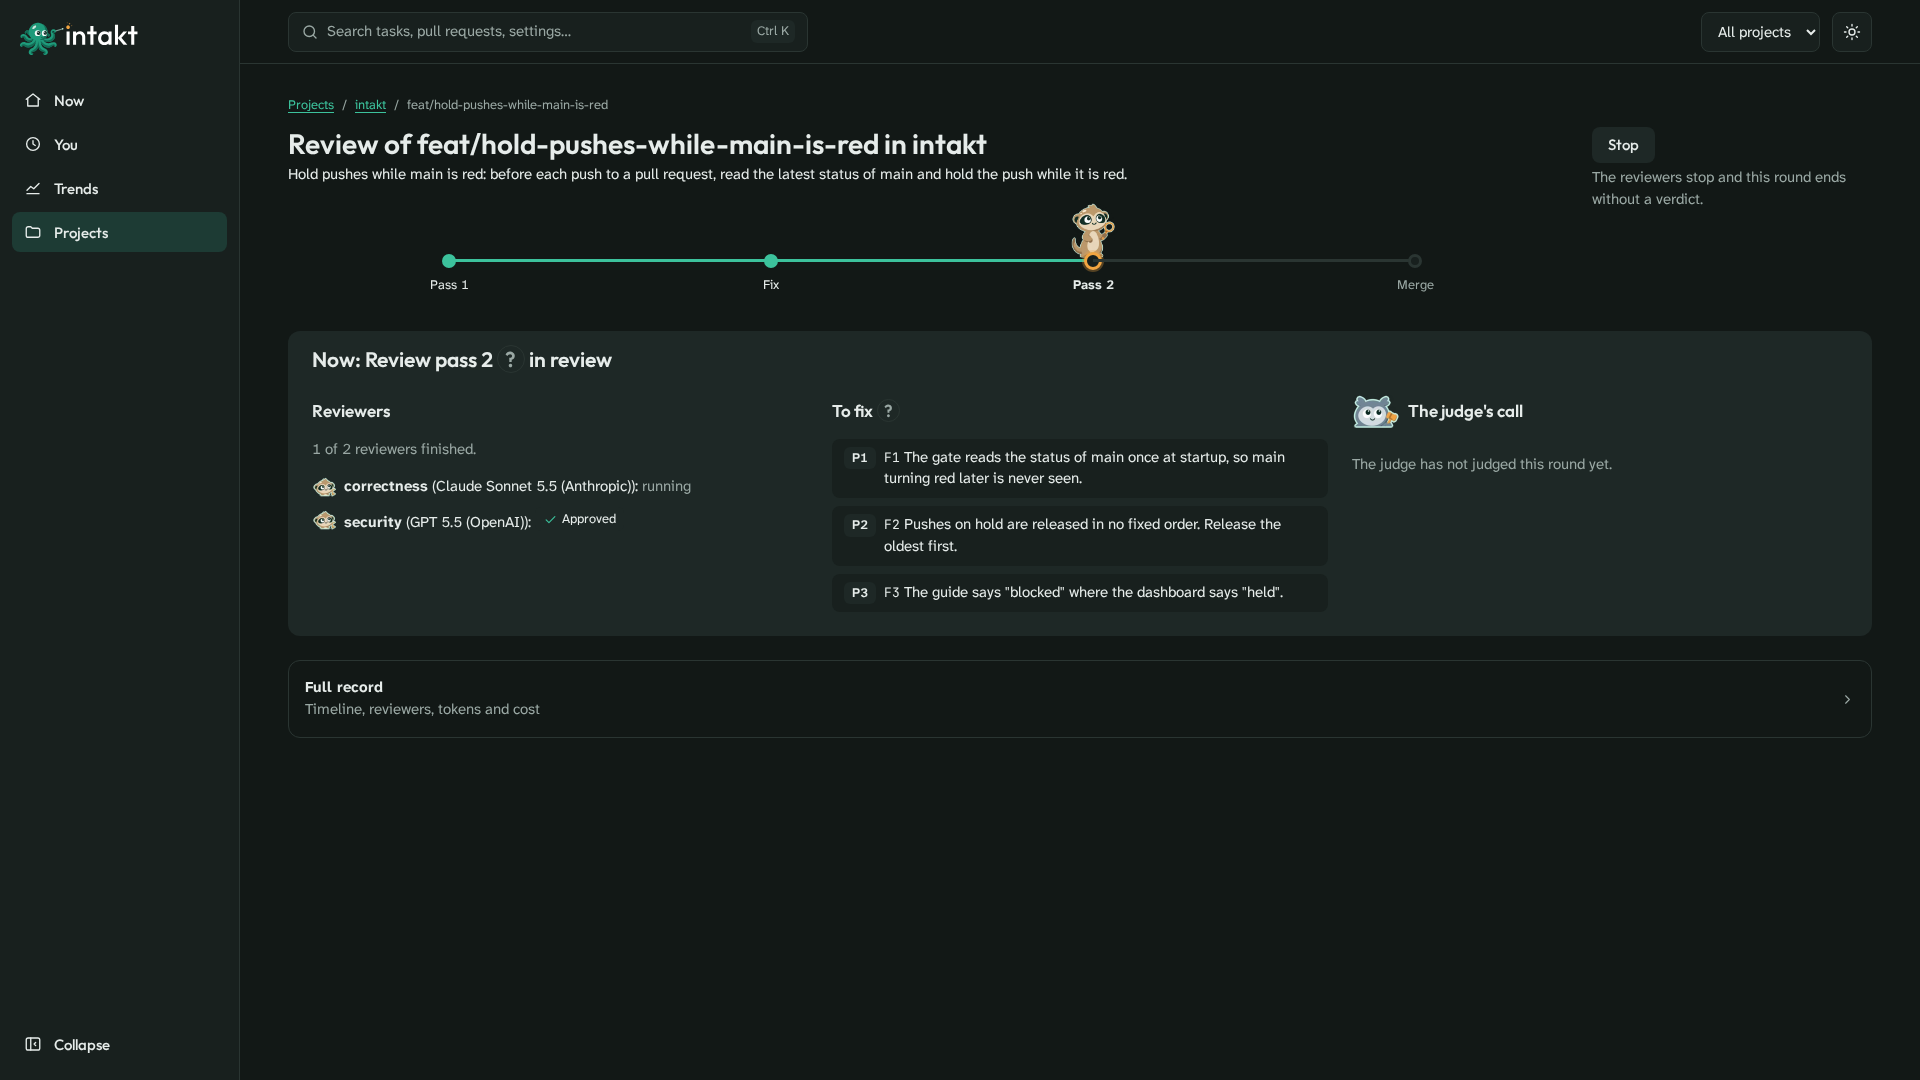 intakt
Search tasks, pull requests, settings...
Ctrl K
All projects
Now
You
Trends
Projects
Collapse
Projects / intakt / feat/hold-pushes-while-main-is-red
Review of feat/hold-pushes-while-main-is-red in intakt
Hold pushes while main is red: before each push to a pull request, read the latest status of main and hold the push while it is red.
Stop
The reviewers stop and this round ends
without a verdict.
Pass 1
Fix
Pass 2
Merge
Now: Review pass 2 ? in review
Reviewers
1 of 2 reviewers finished.
correctness (Claude Sonnet 5.5 (Anthropic)): running
security (GPT 5.5 (OpenAI)): Approved
To fix ?
P1 F1 The gate reads the status of main once at startup, so main
turning red later is never seen.
P2 F2 Pushes on hold are released in no fixed order. Release the
oldest first.
P3 F3 The guide says "blocked" where the dashboard says "held".
The judge's call
The judge has not judged this round yet.
Full record
Timeline, reviewers, tokens and cost